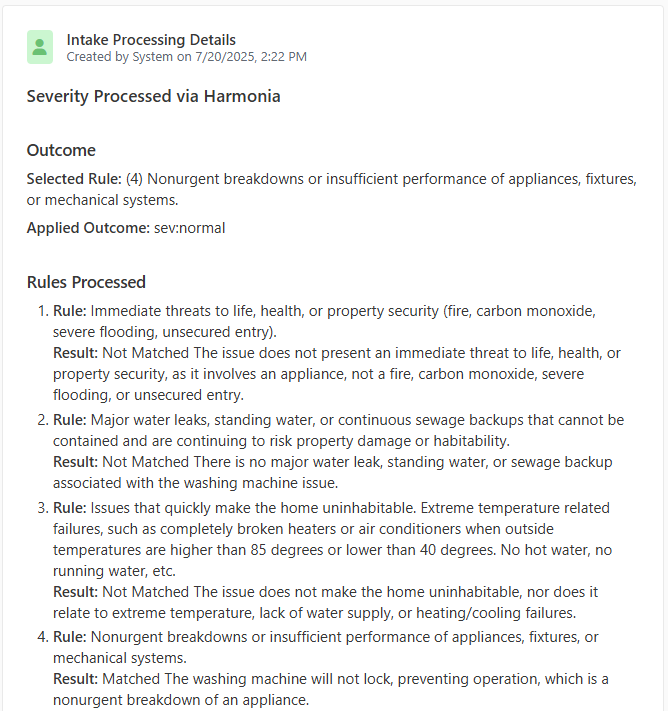 Intake Processing Details
Created by System on 7/20/2025, 2:22 PM
Severity Processed via Harmonia
Outcome
Selected Rule: (4) Nonurgent breakdowns or insufficient performance of appliances, fixtures,
or mechanical systems.
Applied Outcome: sev:normal
Rules Processed
1. Rule: Immediate threats to life, health, or property security (fire, carbon monoxide,
severe flooding, unsecured entry).
Result: Not Matched The issue does not present an immediate threat to life, health, or
property security, as it involves an appliance, not a fire, carbon monoxide, severe
flooding, or unsecured entry.
2. Rule: Major water leaks, standing water, or continuous sewage backups that cannot be
contained and are continuing to risk property damage or habitability.
Result: Not Matched There is no major water leak, standing water, or sewage backup
associated with the washing machine issue.
3. Rule: Issues that quickly make the home uninhabitable. Extreme temperature related
failures, such as completely broken heaters or air conditioners when outside
temperatures are higher than 85 degrees or lower than 40 degrees. No hot water, no
running water, etc.
Result: Not Matched The issue does not make the home uninhabitable, nor does it
relate to extreme temperature, lack of water supply, or heating/cooling failures.
4. Rule: Nonurgent breakdowns or insufficient performance of appliances, fixtures, or
mechanical systems.
Result: Matched The washing machine will not lock, preventing operation, which is a
nonurgent breakdown of an appliance.